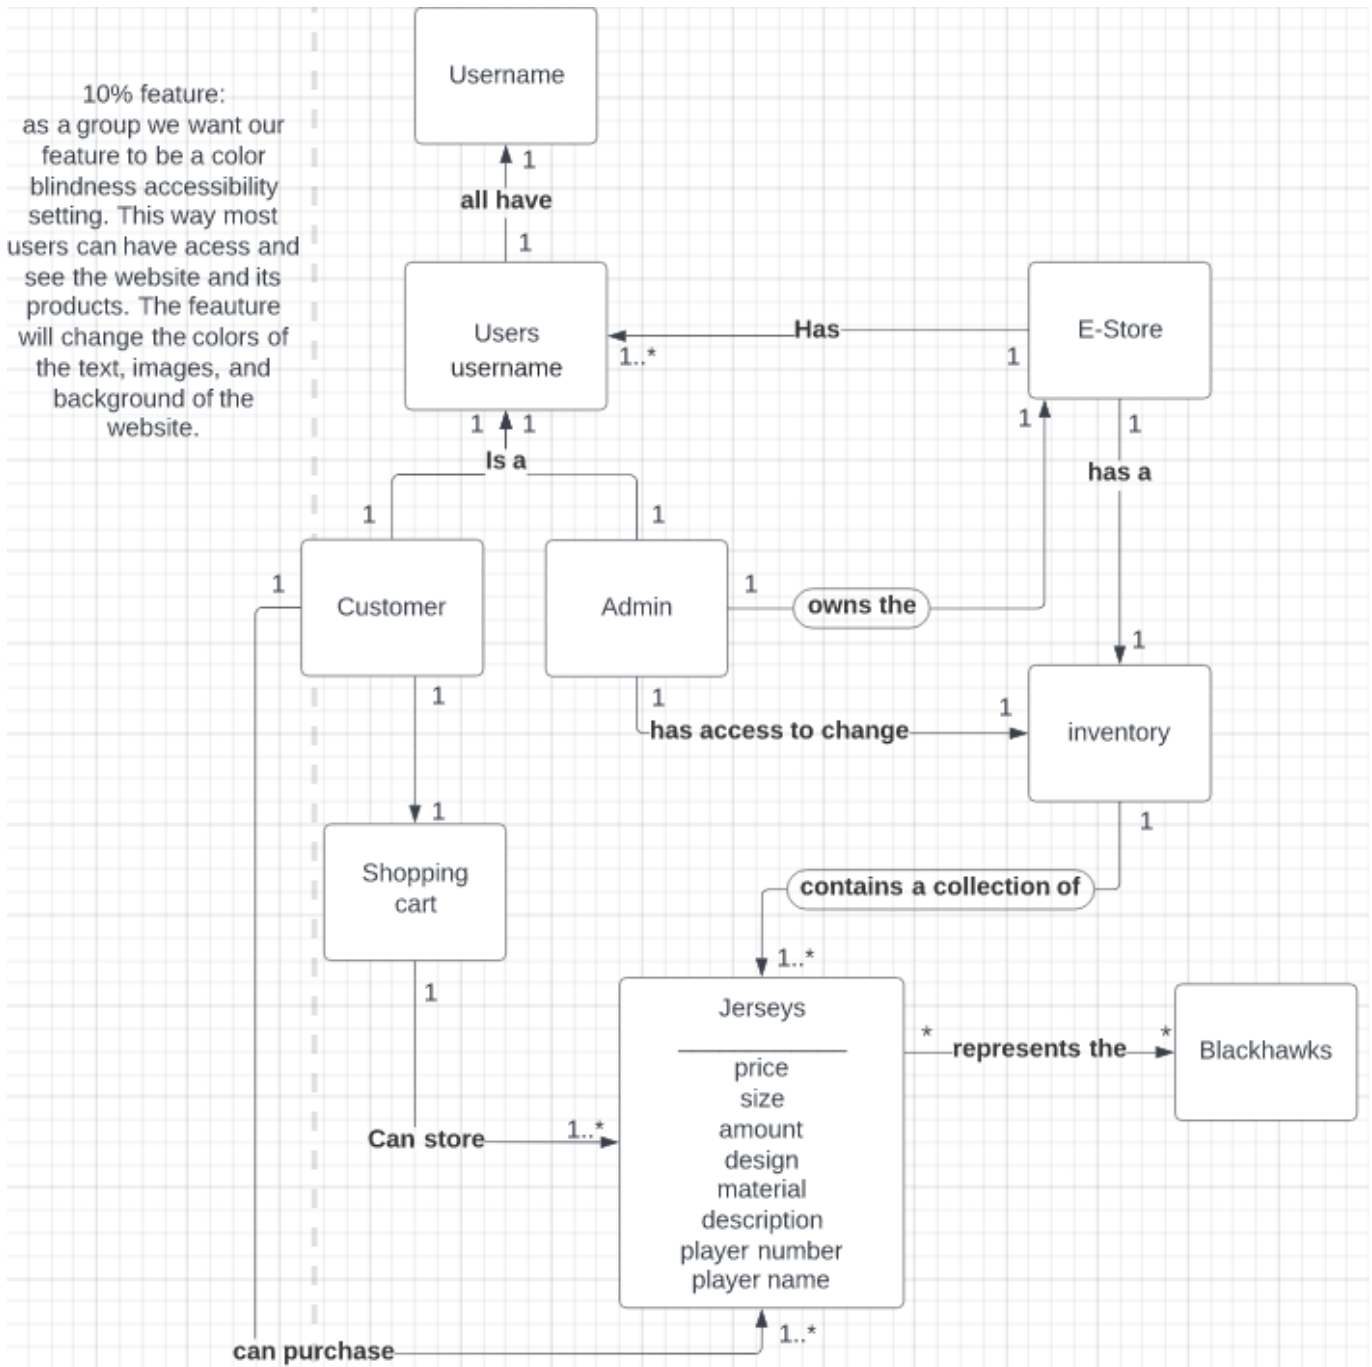 Username
10% feature:
as a group we want our
feature to be a color
blindness accessibility
setting. This way most
users can have acess and
see the website and its
products. The feauture
will change the colors of
the text, images, and
background of the
website.
1
all have
1
Users
username
1..*
Has
1
E-Store
1 1
Is a
1
1
1
has a
1
1
Customer
1
Admin
1
owns the
1
1
1
has access to change
1
inventory
1
1
Shopping
cart
1
contains a collection of
1..*
Jerseys
price
size
amount
design
material
description
player number
player name
*
represents the
*
Blackhawks
Can store
1..*
can purchase
1..*